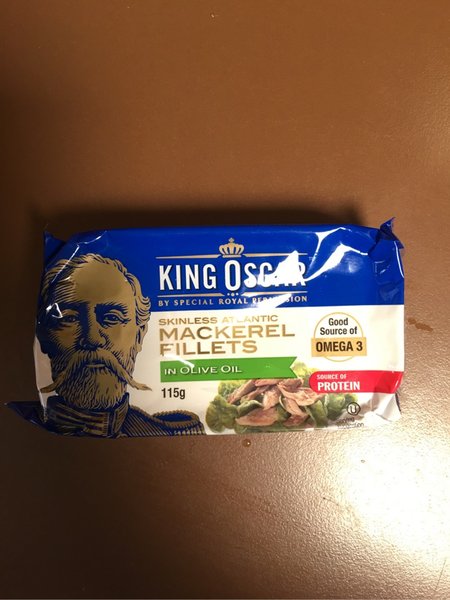 KING OSCAR
BY SPECIAL ROYAL PERMISSION
SKINLESS ATLANTIC
MACKEREL
FILLETS
IN OLIVE OIL
115g
Good
Source of
OMEGA 3
SOURCE OF
PROTEIN
U